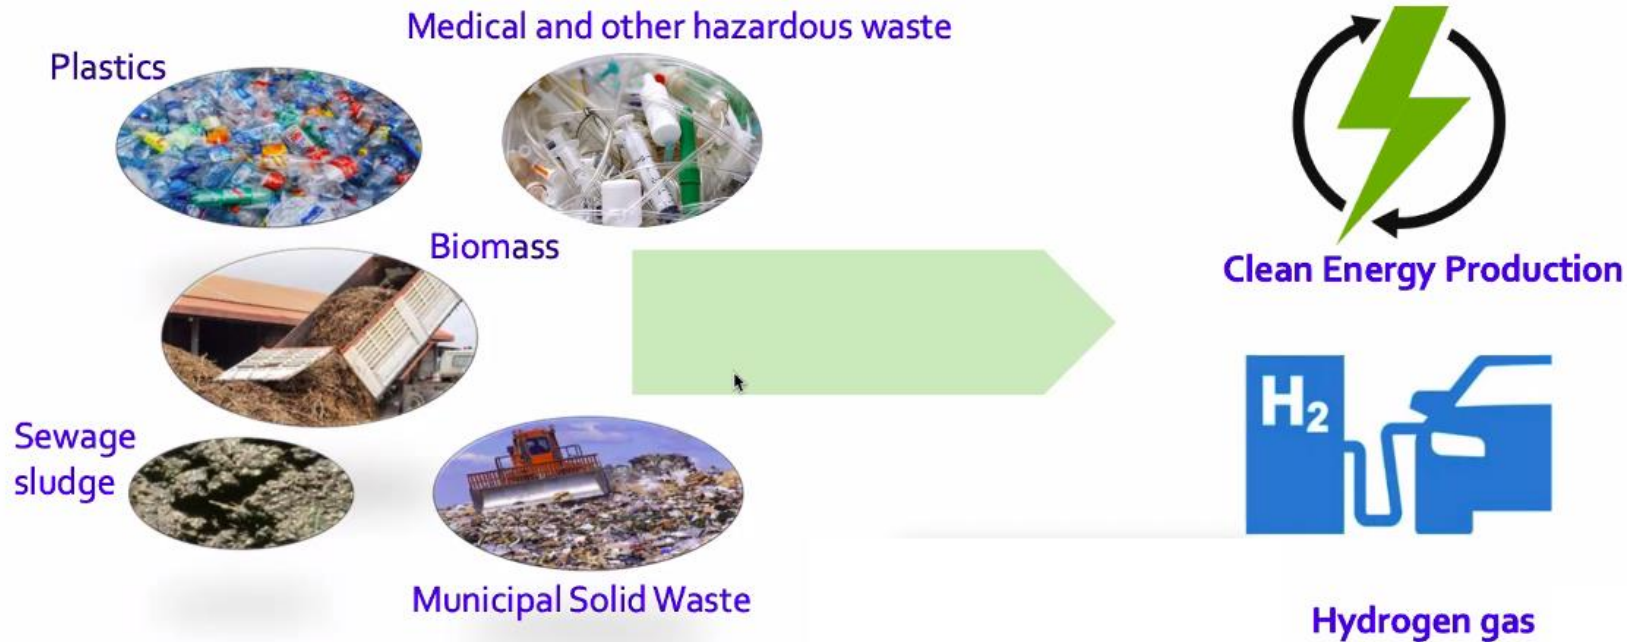 Medical and other hazardous waste
Plastics
Biomass
Sewage
sludge
Municipal Solid Waste
Clean Energy Production
H₂
Hydrogen gas